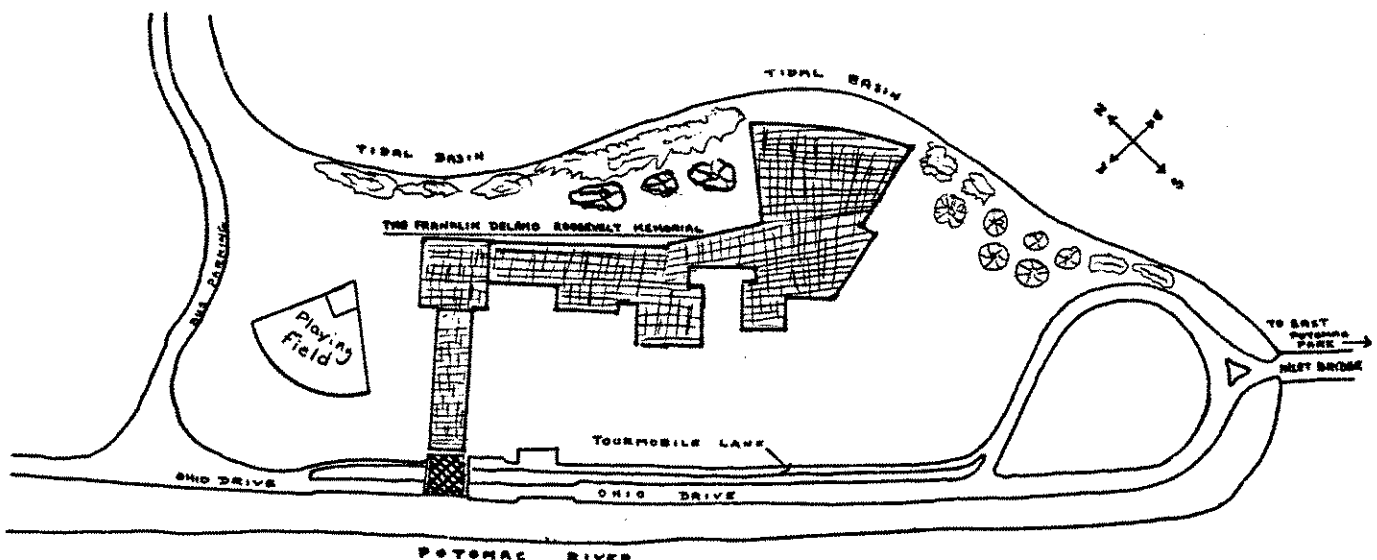 TIDAL BASIN
TIDAL BASIN
THE FRANKLIN DELANO ROOSEVELT MEMORIAL
BUS PARKING
Playing
Field
TO EAST
POTOMAC
PARK
INLET BRIDGE
TOURMOBILE LANE
OHIO DRIVE
OHIO DRIVE
POTOMAC RIVER
N
E
W
S